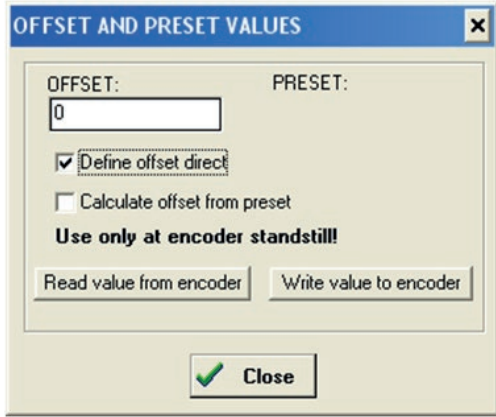 OFFSET AND PRESET VALUES
OFFSET: PRESET:
0
Define offset direct
Calculate offset from preset
Use only at encoder standstill!
Read value from encoder Write value to encoder
Close